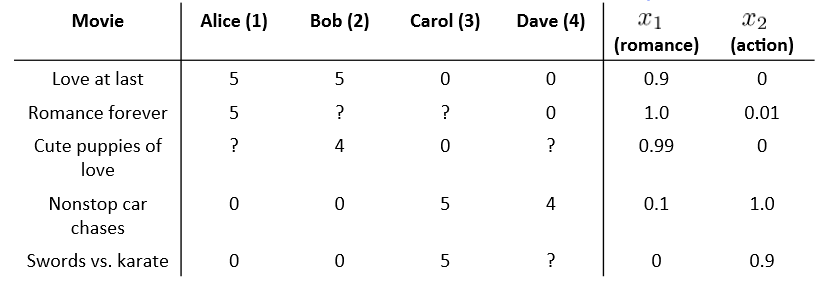 Movie Alice (1) Bob (2) Carol (3) Dave (4) x₁ x₂
(romance) (action)
Love at last 5 5 0 0 0.9 0
Romance forever 5 ? ? 0 1.0 0.01
Cute puppies of ? 4 0 ? 0.99 0
love
Nonstop car 0 0 5 4 0.1 1.0
chases
Swords vs. karate 0 0 5 ? 0 0.9